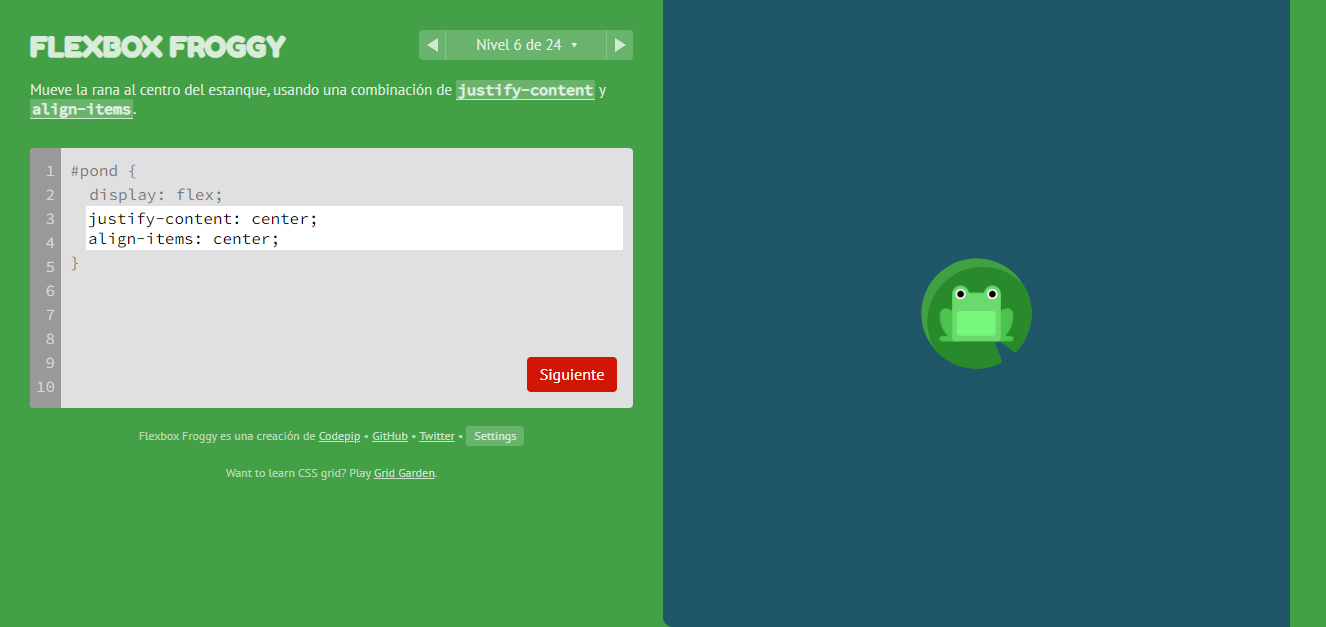 FLEXBOX FROGGY
Nivel 6 de 24
Mueve la rana al centro del estanque, usando una combinación de justify-content y
align-items.
1 #pond {
2 display: flex;
3 justify-content: center;
4 align-items: center;
5 }
6
7
8
9
10
Siguiente
Flexbox Froggy es una creación de Codepip • GitHub • Twitter • Settings
Want to learn CSS grid? Play Grid Garden.